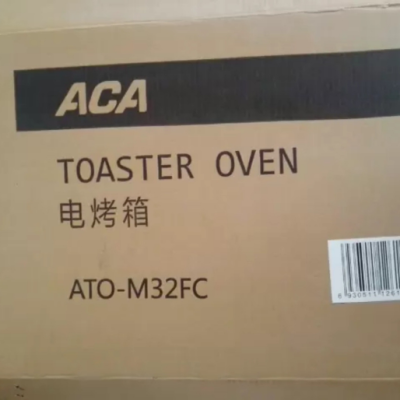 ACA
TOASTER OVEN
电烤箱
ATO-M32FC